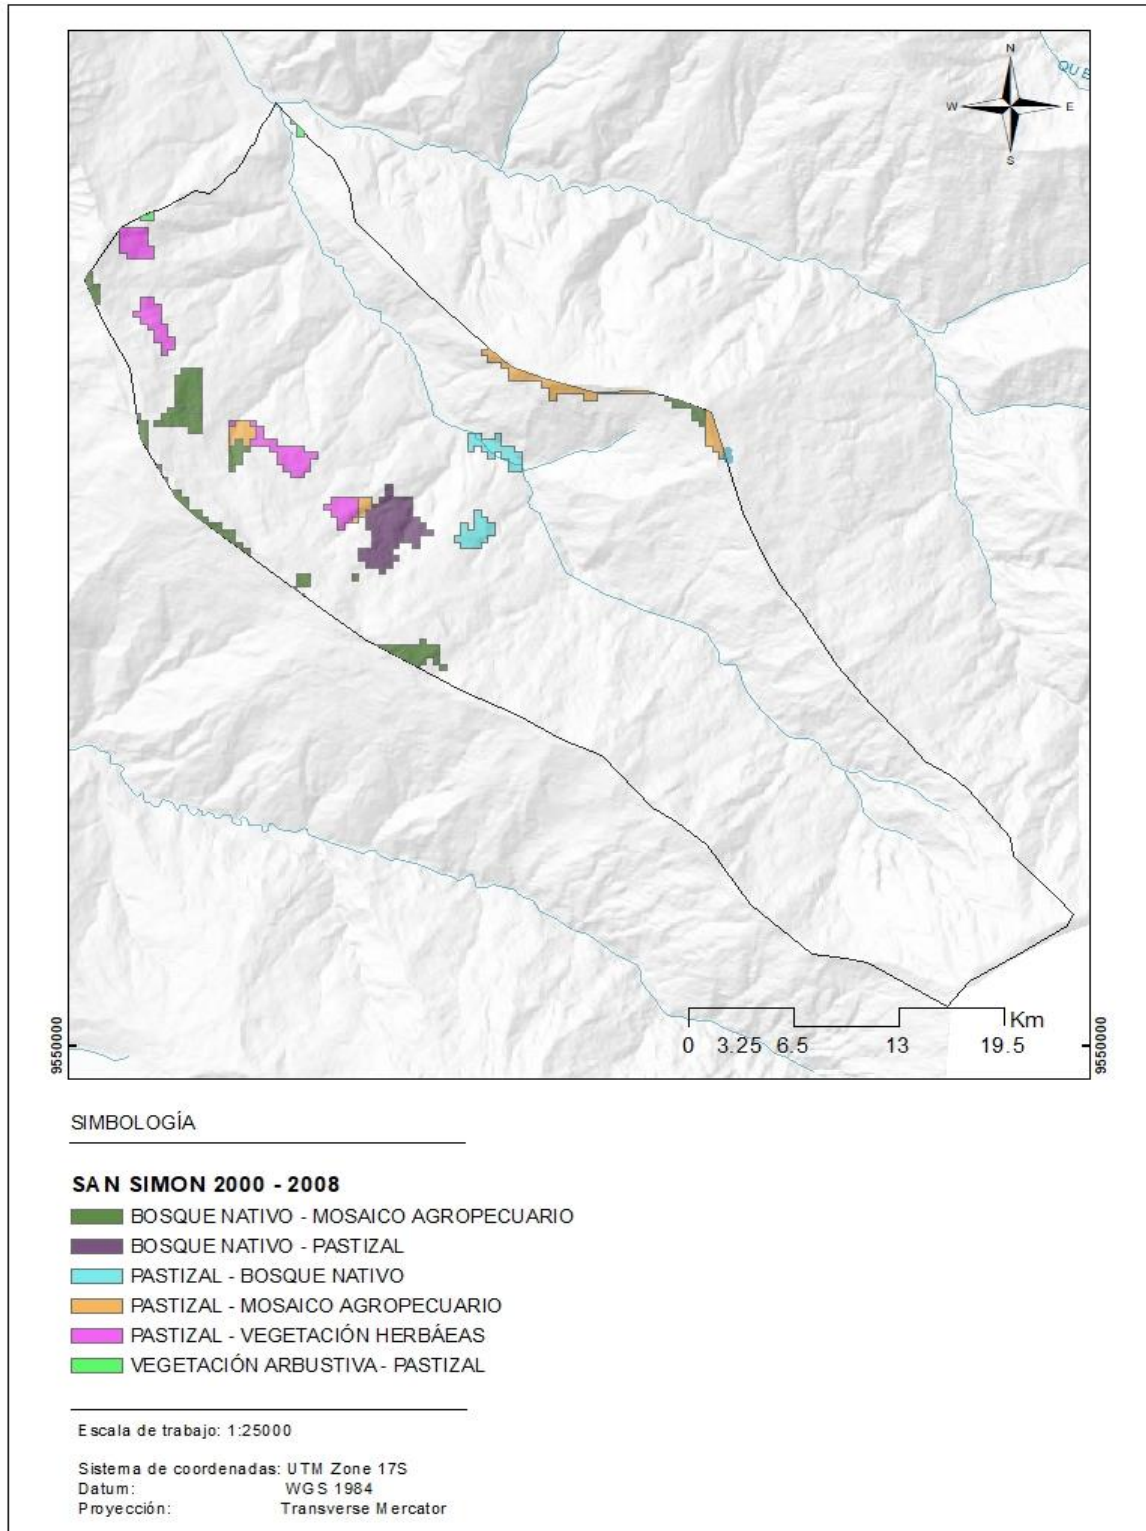 N
W E
S
QUE
Km
0 3.25 6.5 13 19.5
9550000
9550000
SIMBOLOGÍA
SAN SIMON 2000 - 2008
BOSQUE NATIVO - MOSAICO AGROPECUARIO
BOSQUE NATIVO - PASTIZAL
PASTIZAL - BOSQUE NATIVO
PASTIZAL - MOSAICO AGROPECUARIO
PASTIZAL - VEGETACIÓN HERBÁEAS
VEGETACIÓN ARBUSTIVA - PASTIZAL
Escala de trabajo: 1:25000
Sistema de coordenadas: UTM Zone 17S
Datum: WGS 1984
Proyección: Transverse Mercator